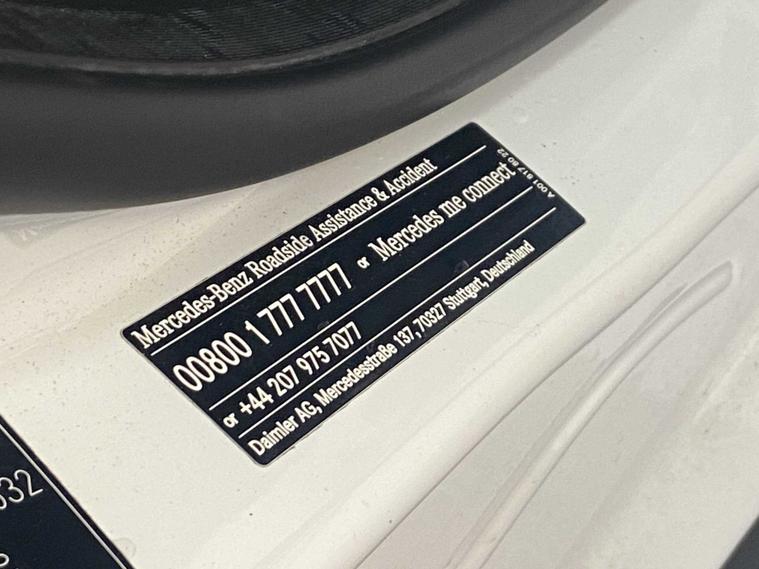 Mercedes-Benz Roadside Assistance & Accident
00800 1 777 7777 or Mercedes me connect
or +44 207 975 7077
Daimler AG, Mercedesstraße 137, 70327 Stuttgart, Deutschland
A 001 817 80 22
032